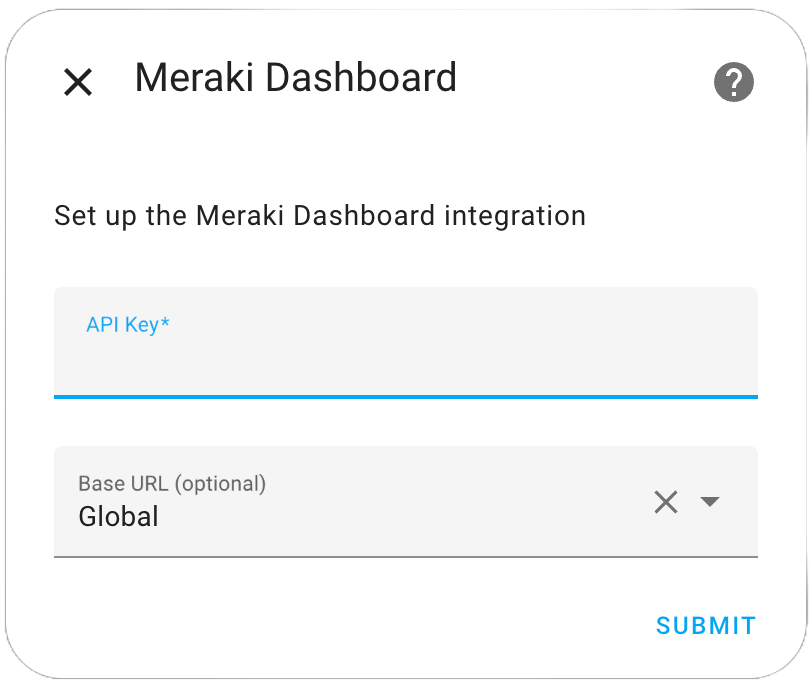 Meraki Dashboard
Set up the Meraki Dashboard integration
API Key*
Base URL (optional)
Global
SUBMIT